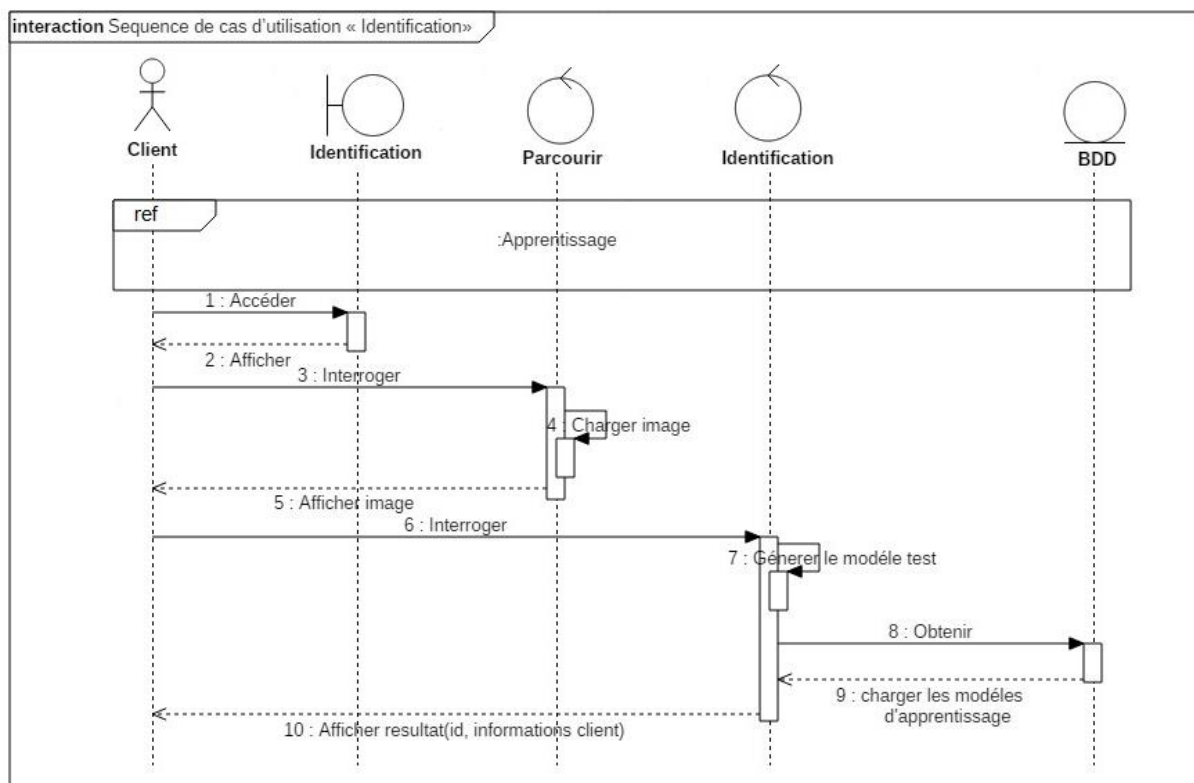 interaction Sequence de cas d'utilisation « Identification»
Client
Identification
Parcourir
Identification
BDD
ref
:Apprentissage
1 : Accéder
2 : Afficher
3 : Interroger
4 : Charger image
5 : Afficher image
6 : Interroger
7 : Génerer le modéle test
8 : Obtenir
9 : charger les modéles
d'apprentissage
10 : Afficher resultat(id, informations client)